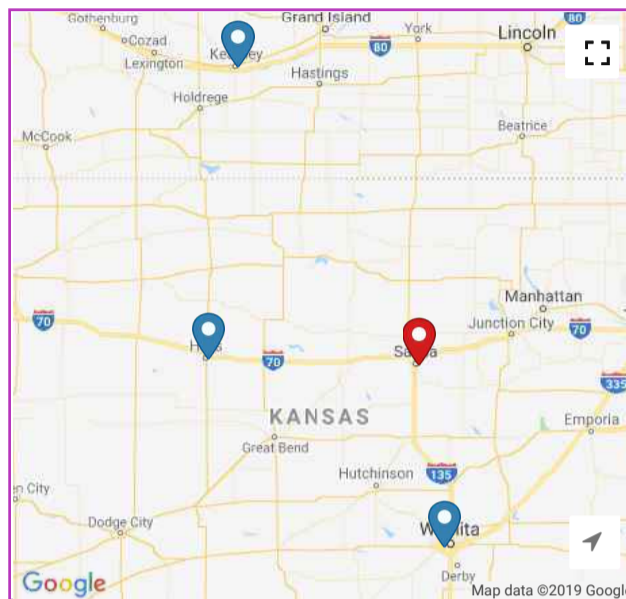 Gothenburg
Grand Island
80
Cozad
York
Lincoln
Lexington
80
Hastings
Holdrege
McCook
Beatrice
Manhattan
70
Junction City
70
70
335
KANSAS
Emporia
Great Bend
Hutchinson
135
en City
Dodge City
Derby
Google
Map data ©2019 Google